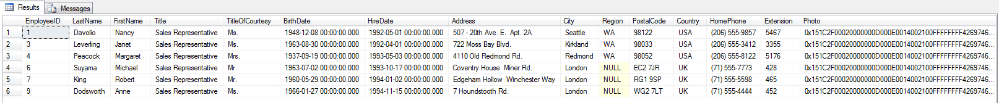 Results Messages
EmployeeID LastName FirstName Title TitleOfCourtesy BirthDate HireDate Address City Region PostalCode Country HomePhone Extension Photo
1 1 Davolio Nancy Sales Representative Ms. 1948-12-08 00:00:00.000 1992-05-01 00:00:00.000 507 - 20th Ave. E. Apt. 2A Seattle WA 98122 USA (206) 555-9857 5467 0x151C2F00020000000D000E0014002100FFFFFFFF4269746...
2 3 Leverling Janet Sales Representative Ms. 1963-08-30 00:00:00.000 1992-04-01 00:00:00.000 722 Moss Bay Blvd. Kirkland WA 98033 USA (206) 555-3412 3355 0x151C2F00020000000D000E0014002100FFFFFFFF4269746...
3 4 Peacock Margaret Sales Representative Mrs. 1937-09-19 00:00:00.000 1993-05-03 00:00:00.000 4110 Old Redmond Rd. Redmond WA 98052 USA (206) 555-8122 5176 0x151C2F00020000000D000E0014002100FFFFFFFF4269746...
4 6 Suyama Michael Sales Representative Mr. 1963-07-02 00:00:00.000 1993-10-17 00:00:00.000 Coventry House Miner Rd. London NULL EC2 7JR UK (71) 555-7773 428 0x151C2F00020000000D000E0014002100FFFFFFFF4269746...
5 7 King Robert Sales Representative Mr. 1960-05-29 00:00:00.000 1994-01-02 00:00:00.000 Edgeham Hollow Winchester Way London NULL RG1 9SP UK (71) 555-5598 465 0x151C2F00020000000D000E0014002100FFFFFFFF4269746...
6 9 Dodsworth Anne Sales Representative Ms. 1966-01-27 00:00:00.000 1994-11-15 00:00:00.000 7 Houndstooth Rd. London NULL WG2 7LT UK (71) 555-4444 452 0x151C2F00020000000D000E0014002100FFFFFFFF4269746...